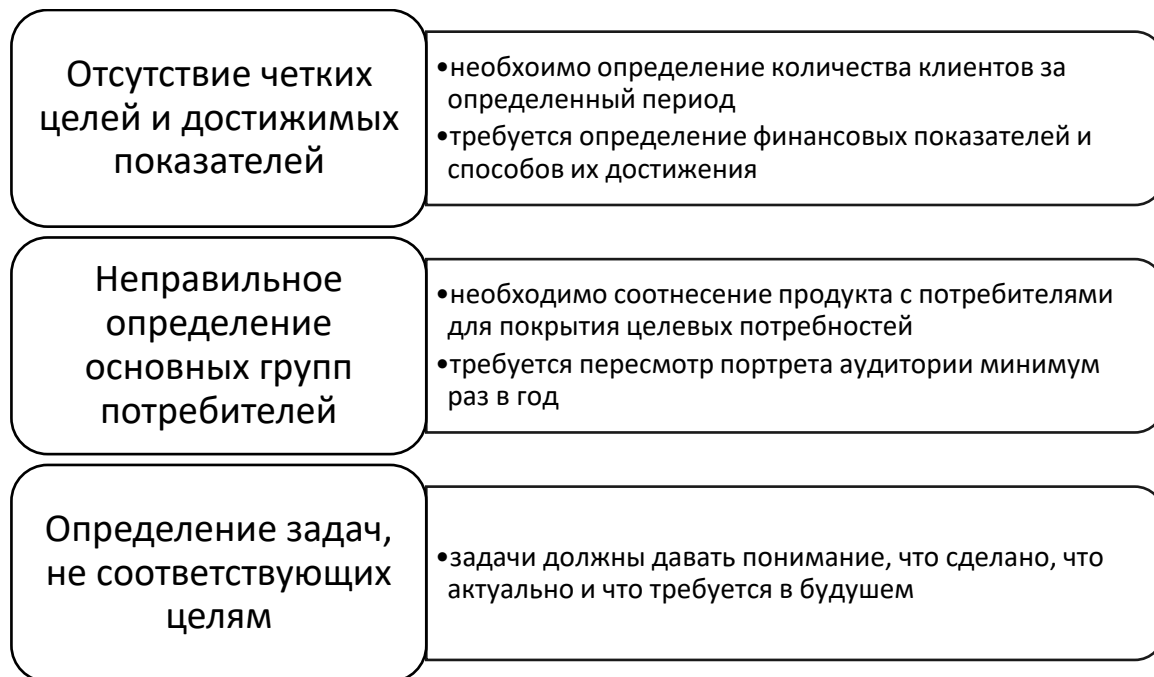 Отсутствие четких
целей и достижимых
показателей
•необхоимо определение количества клиентов за
определенный период
•требуется определение финансовых показателей и
способов их достижения
Неправильное
определение
основных групп
потребителей
•необходимо соотнесение продукта с потребителями
для покрытия целевых потребностей
•требуется пересмотр портрета аудитории минимум
раз в год
Определение задач,
не соответствующих
целям
•задачи должны давать понимание, что сделано, что
актуально и что требуется в будушем